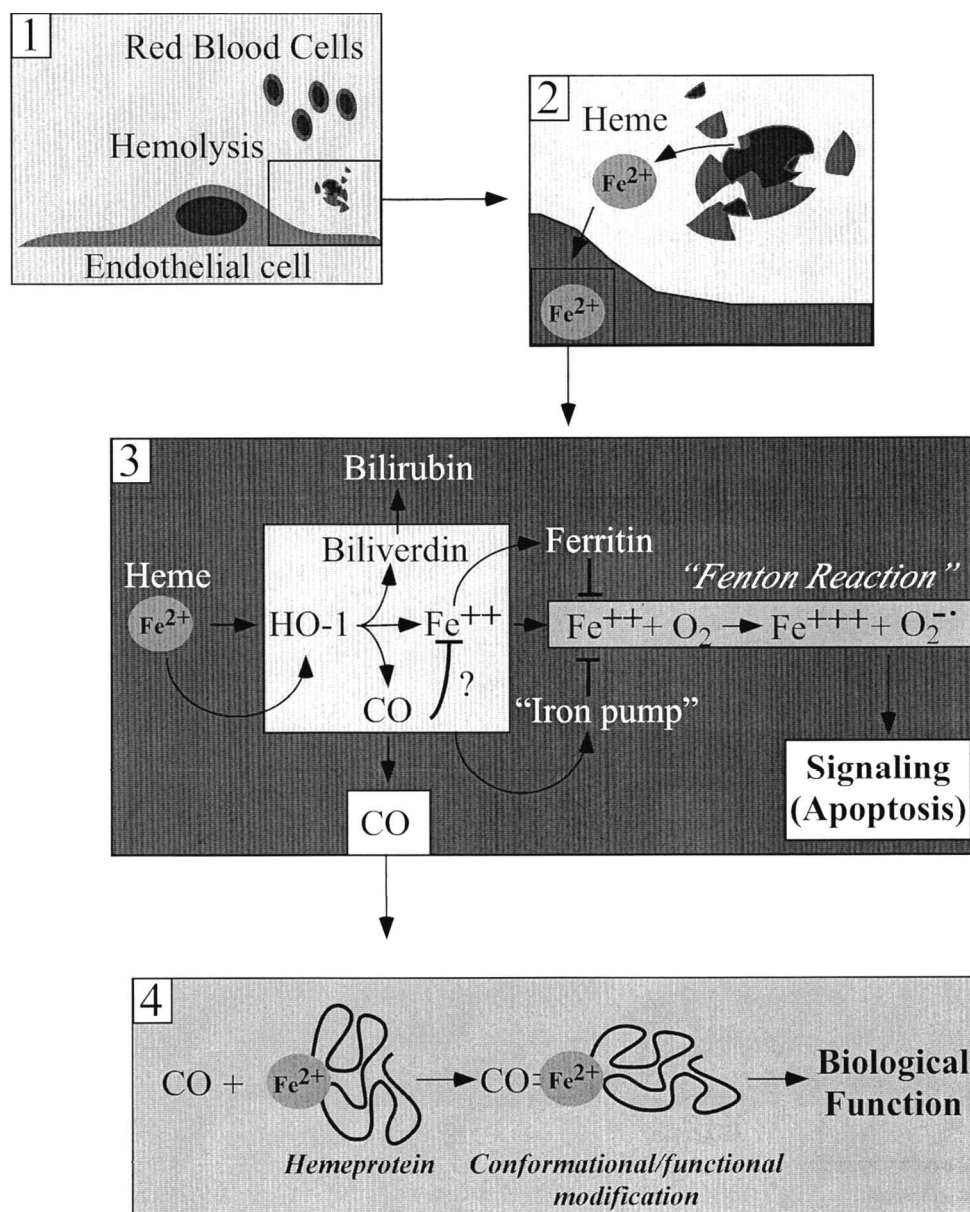 1
Red Blood Cells
Hemolysis
Endothelial cell
2
Heme
Fe2+
Fe2+
3
Bilirubin
Biliverdin
Ferritin
Heme
"Fenton Reaction"
Fe2+
HO-1
Fe++
Fe++ + O2 → Fe+++ + O2−·
?
CO
"Iron pump"
Signaling
(Apoptosis)
CO
4
CO +
Fe2+
CO=
Fe2+
Biological
Function
Hemeprotein
Conformational/functional
modification